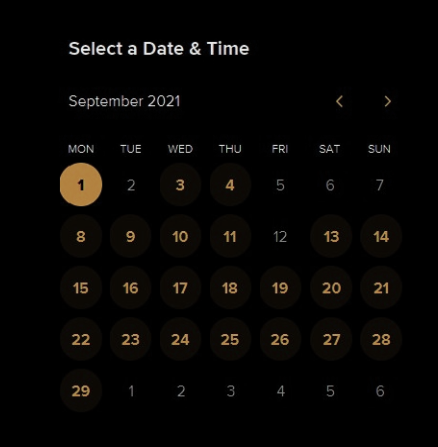 Select a Date & Time
September 2021
MON TUE WED THU FRI SAT SUN
1 2 3 4 5 6 7
8 9 10 11 12 13 14
15 16 17 18 19 20 21
22 23 24 25 26 27 28
29 1 2 3 4 5 6